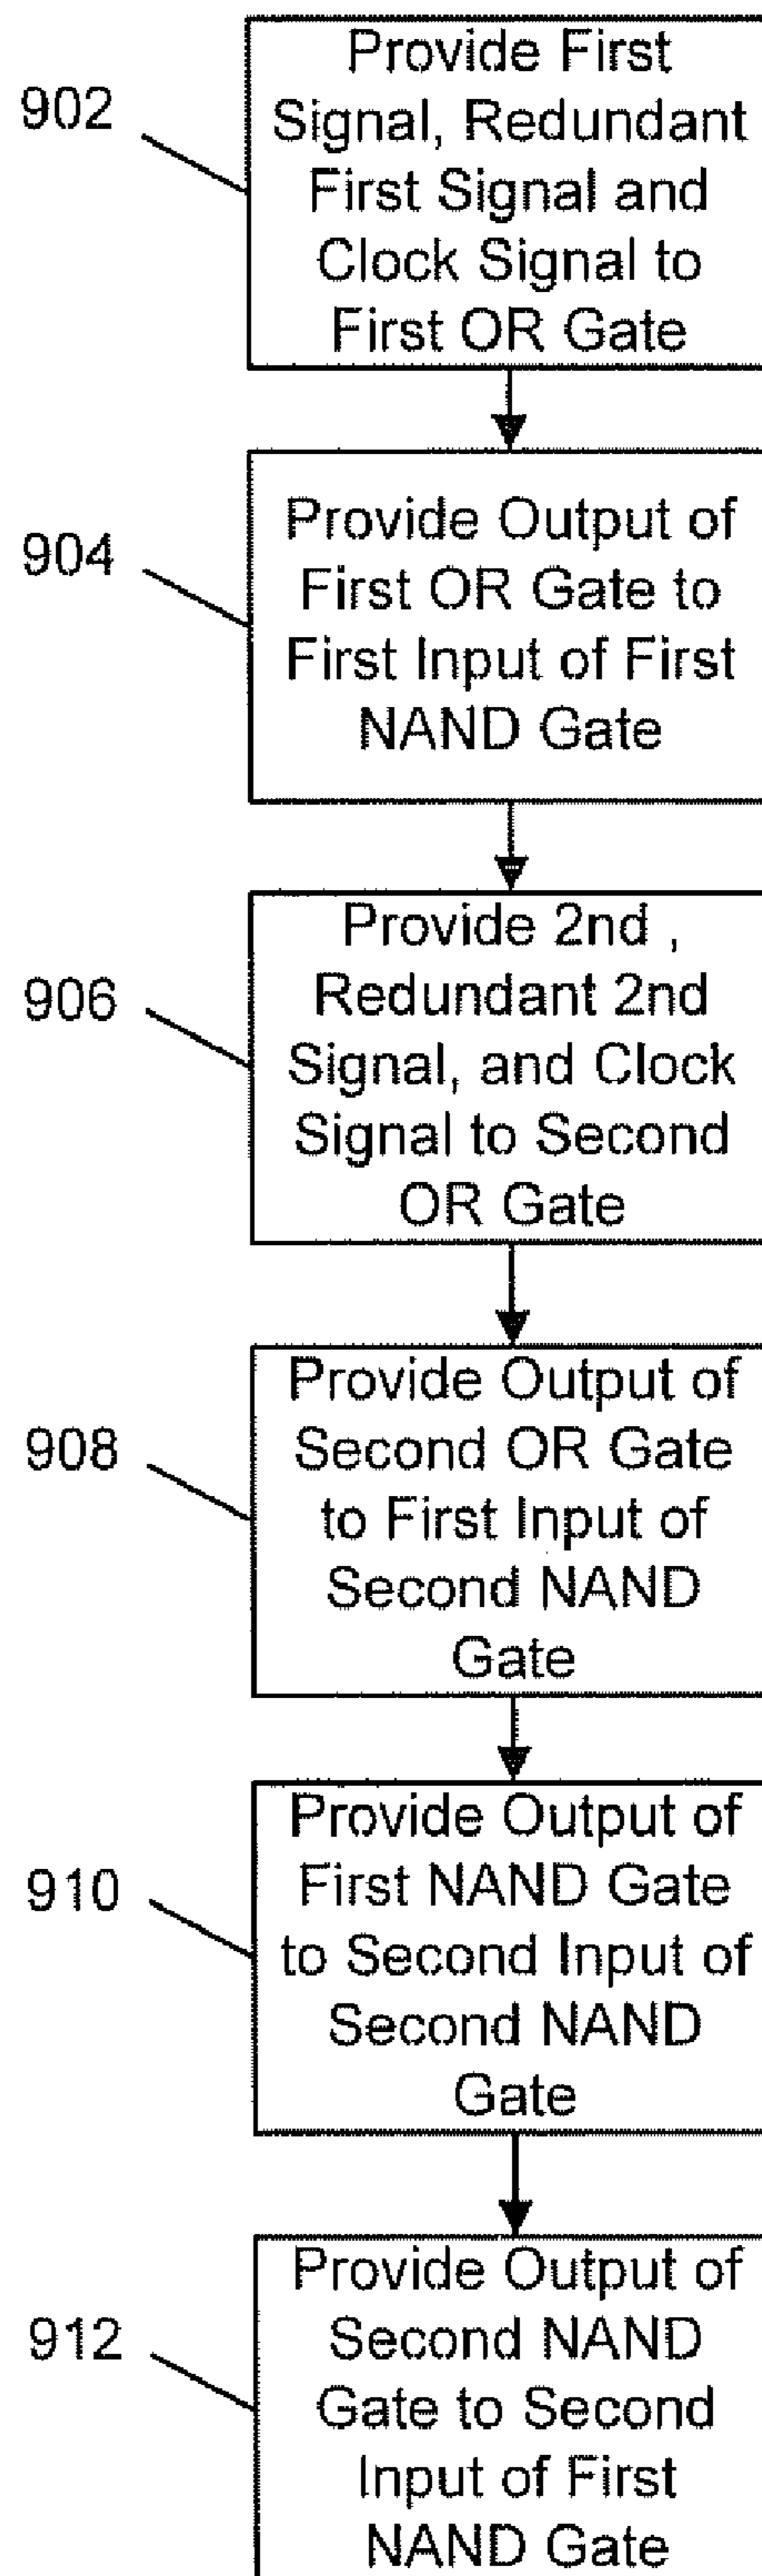 902
Provide First
Signal, Redundant
First Signal and
Clock Signal to
First OR Gate
904
Provide Output of
First OR Gate to
First Input of First
NAND Gate
906
Provide 2nd ,
Redundant 2nd
Signal, and Clock
Signal to Second
OR Gate
908
Provide Output of
Second OR Gate
to First Input of
Second NAND
Gate
910
Provide Output of
First NAND Gate
to Second Input of
Second NAND
Gate
912
Provide Output of
Second NAND
Gate to Second
Input of First
NAND Gate